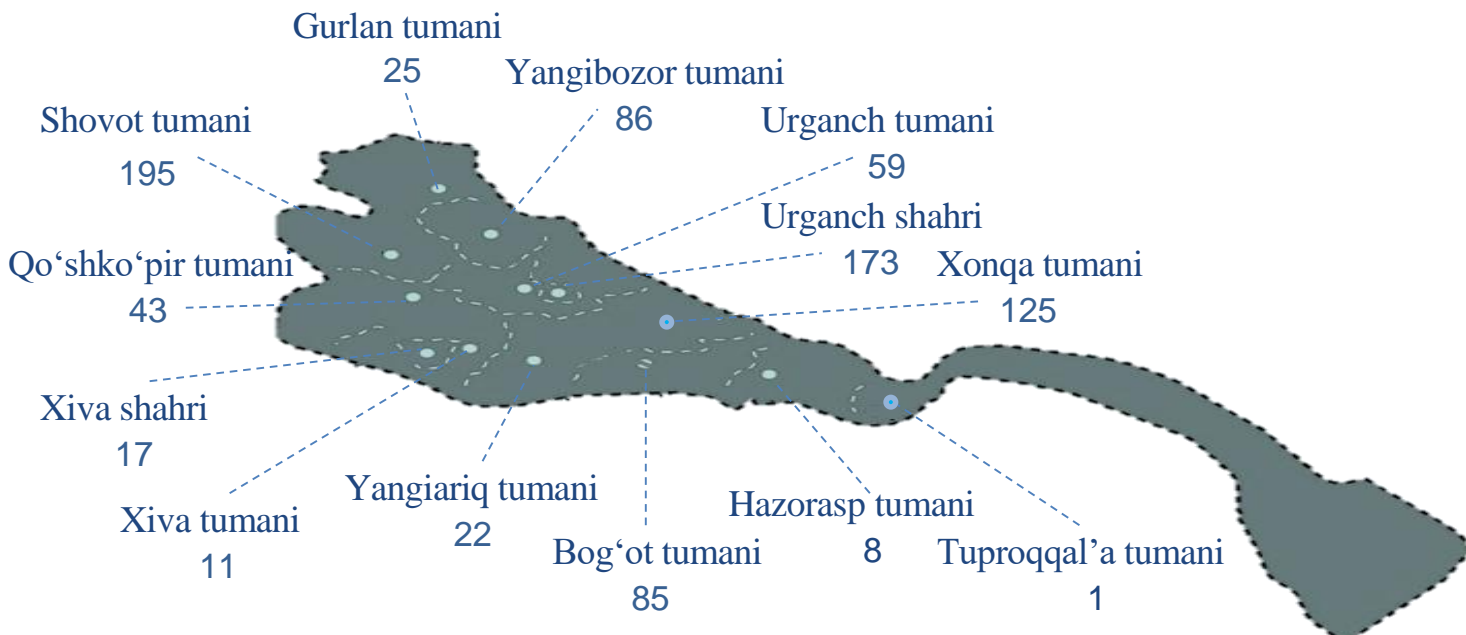 Gurlan tumani
25
Yangibozor tumani
86
Shovot tumani
195
Urganch tumani
59
Urganch shahri
173
Qo‘shko‘pir tumani
43
Xonqa tumani
125
Xiva shahri
17
Xiva tumani
11
Yangiariq tumani
22
Bog‘ot tumani
85
Hazorasp tumani
8
Tuproqqal’a tumani
1